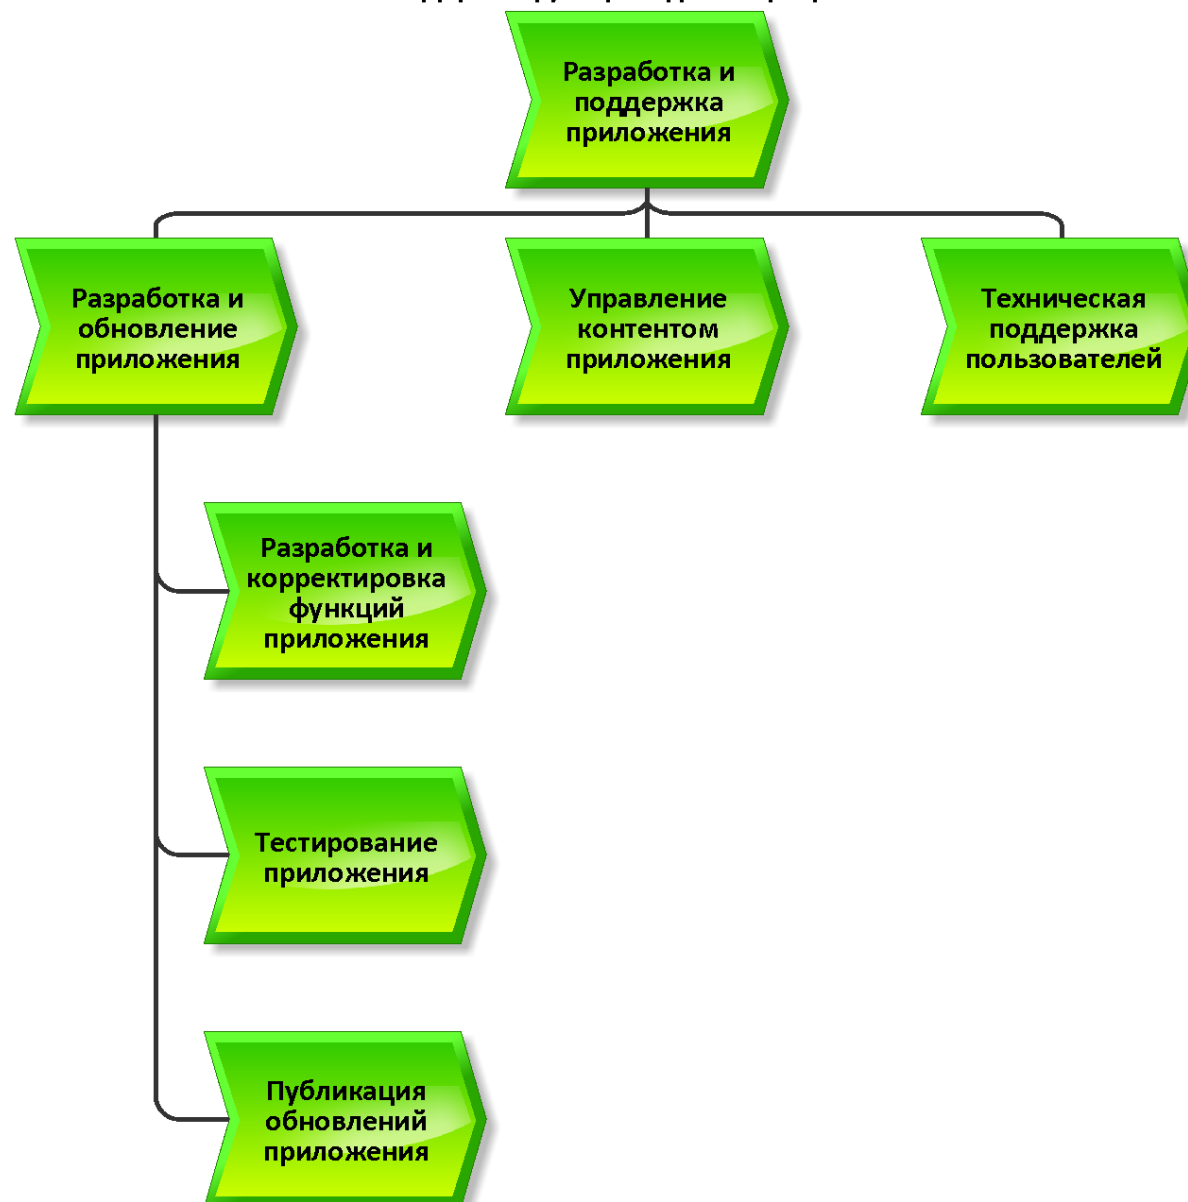 Разработка и
поддержка
приложения
Разработка и
обновление
приложения
Управление
контентом
приложения
Техническая
поддержка
пользователей
Разработка и
корректировка
функций
приложения
Тестирование
приложения
Публикация
обновлений
приложения